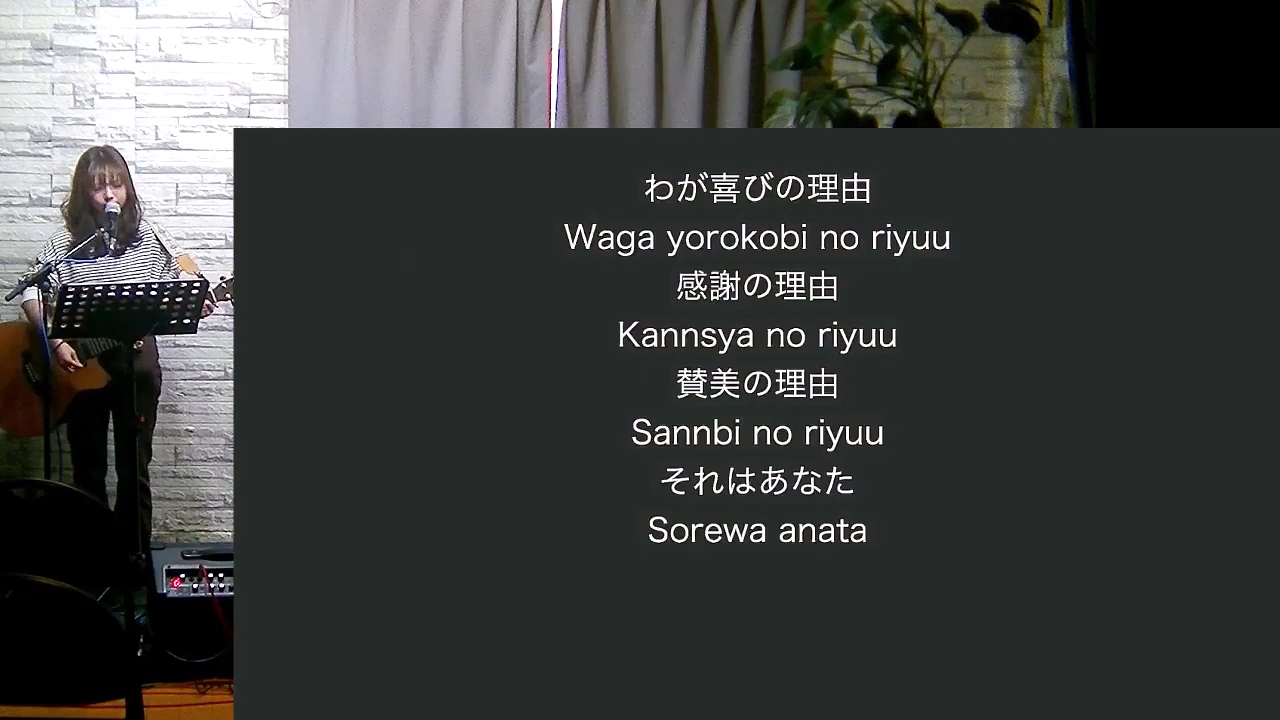 わが喜びの理由
Waga yorokobi no riyuu
感謝の理由
Kannsya no riyuu
賛美の理由
Sannbi no riyuu
それはあなた
Sorewa anata